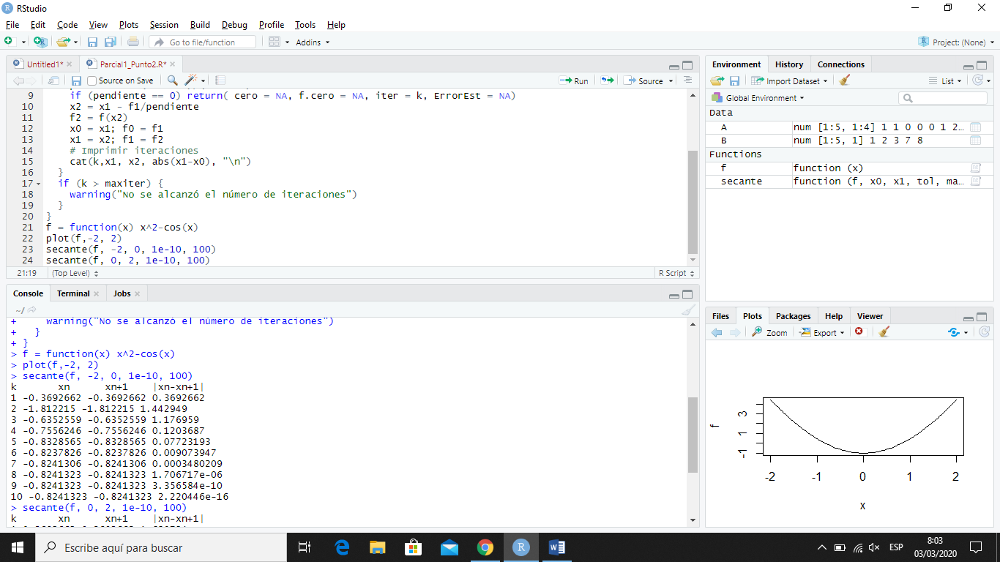 RStudio
File Edit Code View Plots Session Build Debug Profile Tools Help
Go to file/function Addins Project: (None)
Untitled1* Parcial1_Punto2.R*
Source on Save Run Source
9 if (pendiente == 0) return( cero = NA, f.cero = NA, iter = k, ErrorEst = NA)
10 x2 = x1 - f1/pendiente
11 f2 = f(x2)
12 x0 = x1; f0 = f1
13 x1 = x2; f1 = f2
14 # Imprimir iteraciones
15 cat(k,x1, x2, abs(x1-x0), "\n")
16 }
17 if (k > maxiter) {
18 warning("No se alcanzó el número de iteraciones")
19 }
20 }
21 f = function(x) x^2-cos(x)
22 plot(f,-2, 2)
23 secante(f, -2, 0, 1e-10, 100)
24 secante(f, 0, 2, 1e-10, 100)
21:19 (Top Level) R Script
Console Terminal Jobs
~/
+ warning("No se alcanzó el número de iteraciones")
+ }
+ }
> f = function(x) x^2-cos(x)
> plot(f,-2, 2)
> secante(f, -2, 0, 1e-10, 100)
k xn xn+1 |xn-xn+1|
1 -0.3692662 -0.3692662 0.3692662
2 -1.812215 -1.812215 1.442949
3 -0.6352559 -0.6352559 1.176959
4 -0.7556246 -0.7556246 0.1203687
5 -0.8328565 -0.8328565 0.07723193
6 -0.8237826 -0.8237826 0.009073947
7 -0.8241306 -0.8241306 0.0003480209
8 -0.8241323 -0.8241323 1.706717e-06
9 -0.8241323 -0.8241323 3.356584e-10
10 -0.8241323 -0.8241323 2.220446e-16
> secante(f, 0, 2, 1e-10, 100)
k xn xn+1 |xn-xn+1|
Environment History Connections
Import Dataset List
Global Environment
Data
A num [1:5, 1:4] 1 1 0 0 0 1 2…
B num [1:5, 1] 1 2 3 7 8
Functions
f function (x)
secante function (f, x0, x1, tol, ma…
Files Plots Packages Help Viewer
Zoom Export
f
3
1
-1
-2 -1 0 1 2
x
Escribe aquí para buscar
ESP
8:03
03/03/2020